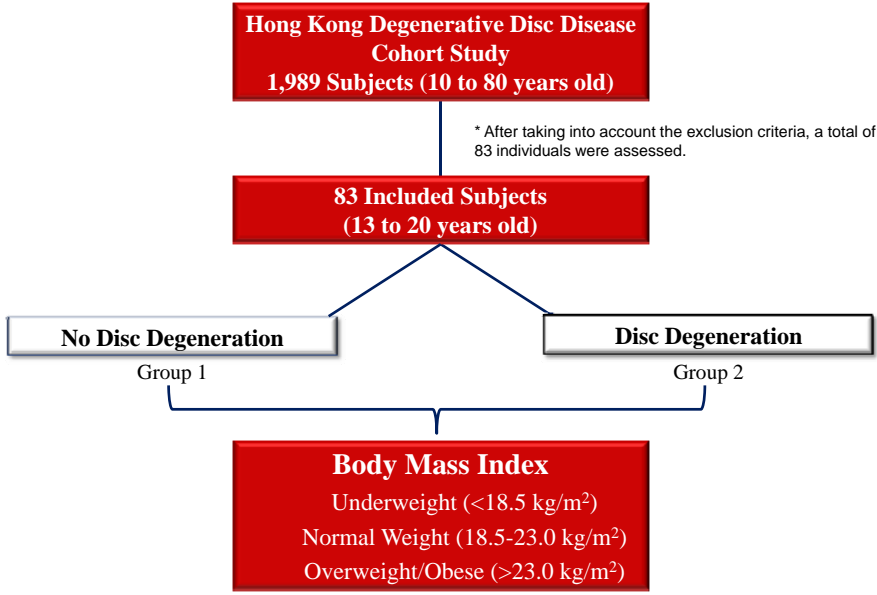 Hong Kong Degenerative Disc Disease
Cohort Study
1,989 Subjects (10 to 80 years old)
* After taking into account the exclusion criteria, a total of
83 individuals were assessed.
83 Included Subjects
(13 to 20 years old)
No Disc Degeneration
Disc Degeneration
Group 1
Group 2
Body Mass Index
Underweight (<18.5 kg/m²)
Normal Weight (18.5-23.0 kg/m²)
Overweight/Obese (>23.0 kg/m²)